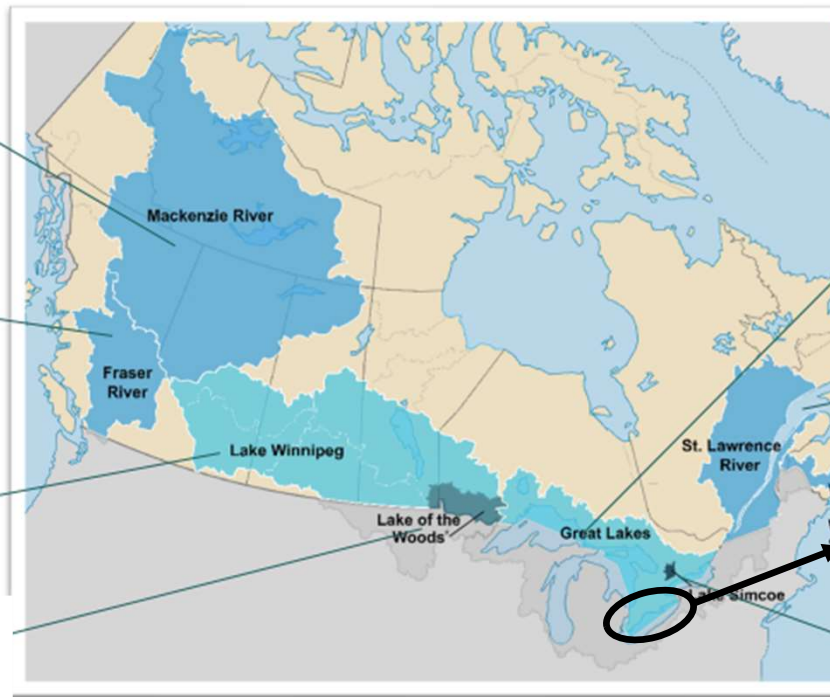 Mackenzie River
Fraser
River
Lake Winnipeg
St. Lawrence
River
Lake of the
Woods
Great Lakes
Lake Simcoe